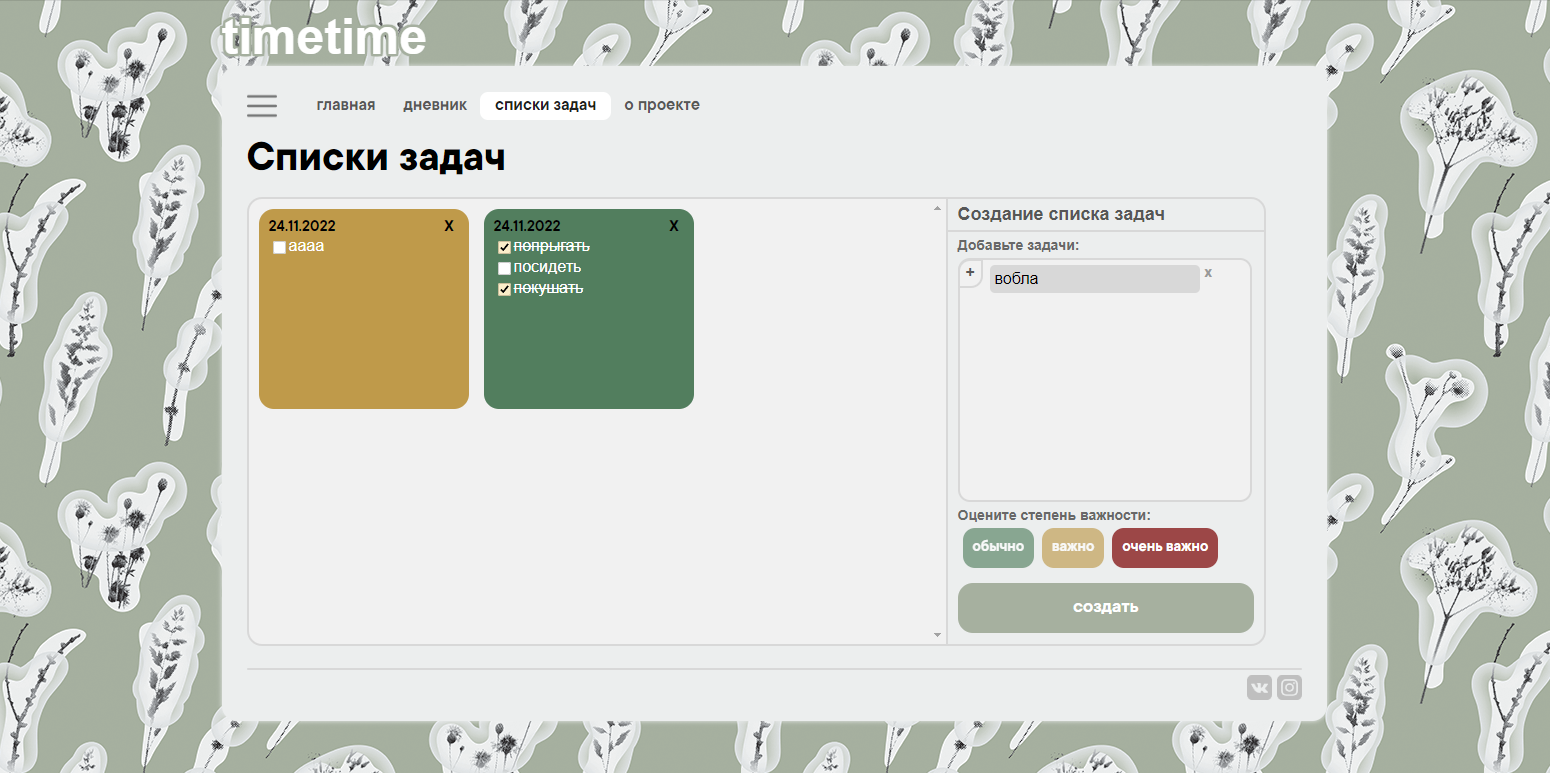 timetime
главная дневник списки задач о проекте
Списки задач
24.11.2022 X
аааа
24.11.2022 X
попрыгать
посидеть
покушать
Создание списка задач
Добавьте задачи:
+ вобла x
Оцените степень важности:
обычно важно очень важно
создать